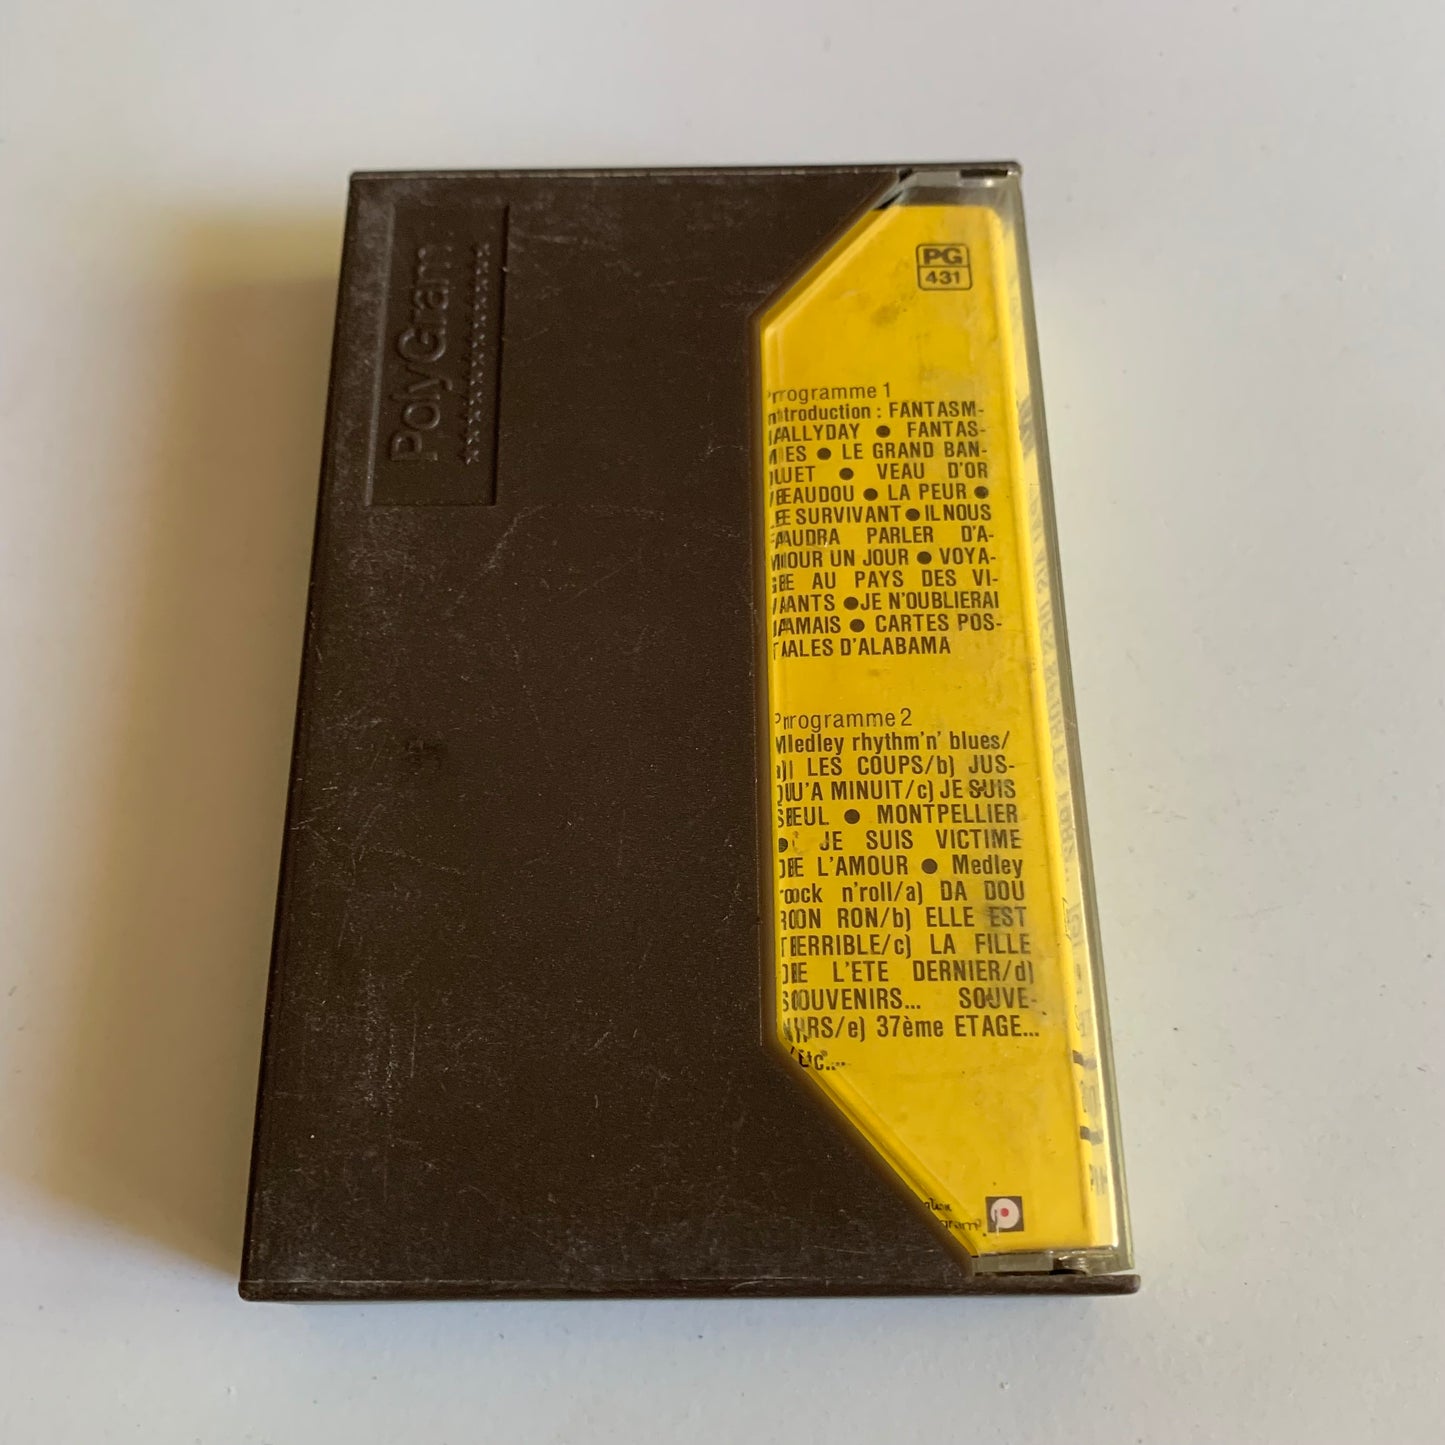 PolyGram
PG
431
Programme 1
Introduction : FANTASM-
HALLYDAY ● FANTAS-
MES ● LE GRAND BAN-
QUET ● VEAU D'OR
VEAUDOU ● LA PEUR ●
LE SURVIVANT ● IL NOUS
FAUDRA PARLER D'A-
MOUR UN JOUR ● VOYA-
GE AU PAYS DES VI-
VANTS ● JE N'OUBLIERAI
JAMAIS ● CARTES POS-
TALES D'ALABAMA
Programme 2
Medley rhythm'n' blues/
a) LES COUPS/b) JUS-
QU'A MINUIT/c) JE SUIS
SEUL ● MONTPELLIER
● JE SUIS VICTIME
DE L'AMOUR ● Medley
rock n'roll/a) DA DOU
RON RON/b) ELLE EST
TERRIBLE/c) LA FILLE
DE L'ETE DERNIER/d)
SOUVENIRS... SOUVE-
NIRS/e) 37ème ETAGE...
/Etc....